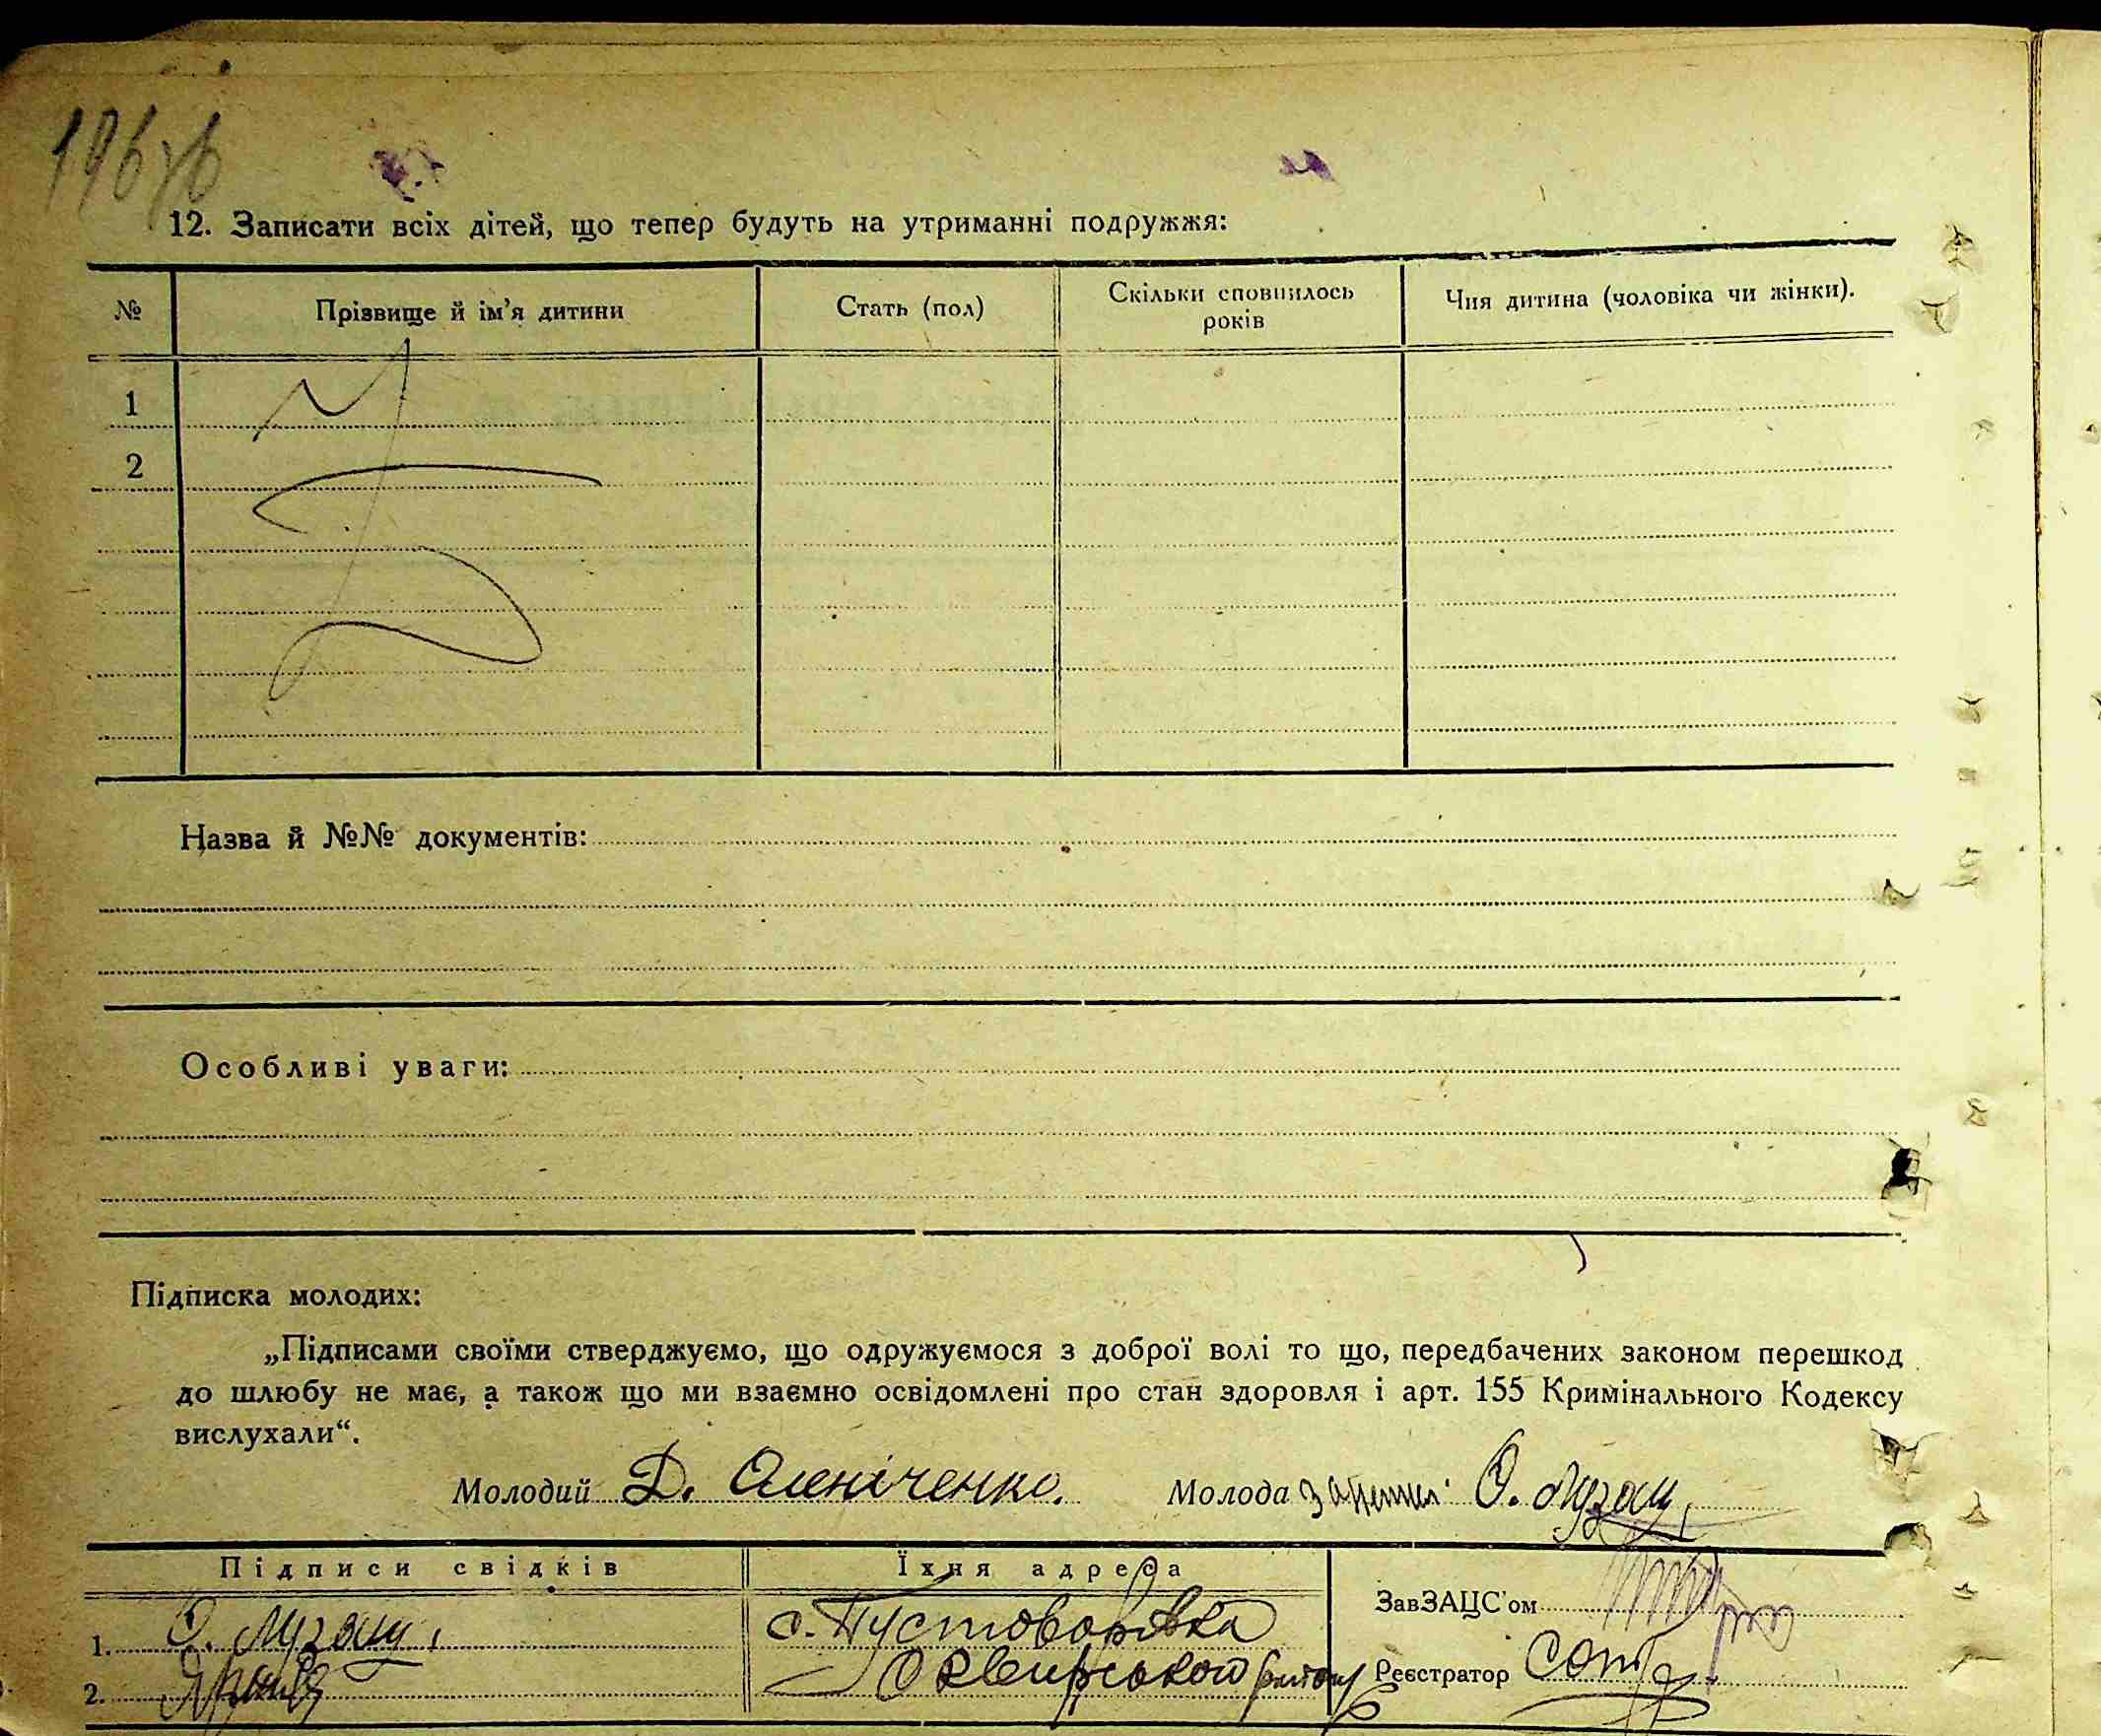 12. Записати всіх дітей, що тепер будуть на утриманні подружжя:
№ Прізвище й ім'я дитини Стать (пол) Скільки сповнилось років Чия дитина (чоловіка чи жінки).
1
2
Назва й №№ документів:
Особливі уваги:
Підписка молодих:
„Підписами своїми стверджуємо, що одружуємося з доброї волі то що, передбачених законом перешкод
до шлюбу не має, а також що ми взаємно освідомлені про стан здоровля і арт. 155 Кримінального Кодексу
вислухали“.
Молодий Д. Оленіченко. Молода О.
Підписи свідків Їхня адреса ЗавЗАЦС'ом
1. О. с. Пустоворівка
2. Сквирського району Реєстратор